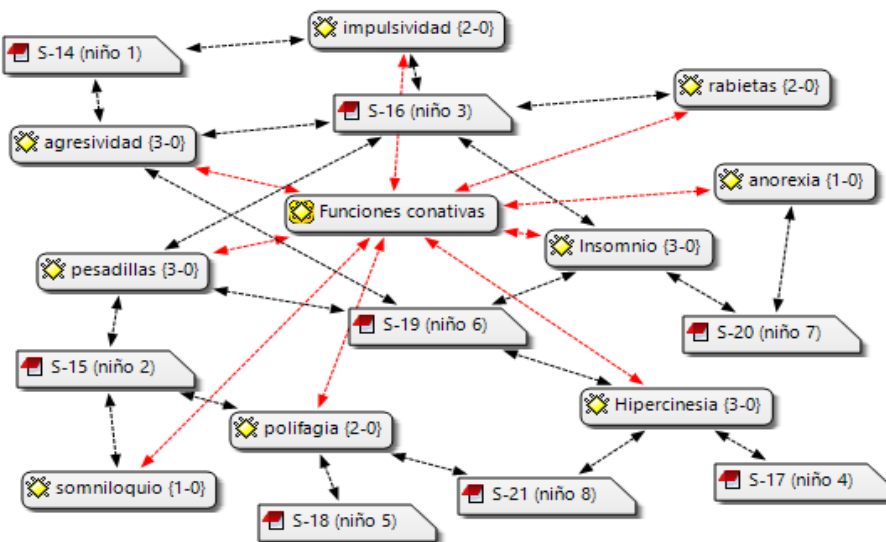 impulsividad {2-0}
S-14 (niño 1)
rabietas {2-0}
S-16 (niño 3)
agresividad {3-0}
anorexia {1-0}
Funciones conativas
Insomnio {3-0}
pesadillas {3-0}
S-19 (niño 6)
S-20 (niño 7)
S-15 (niño 2)
Hipercinesia {3-0}
polifagia {2-0}
S-17 (niño 4)
somniloquio {1-0}
S-21 (niño 8)
S-18 (niño 5)